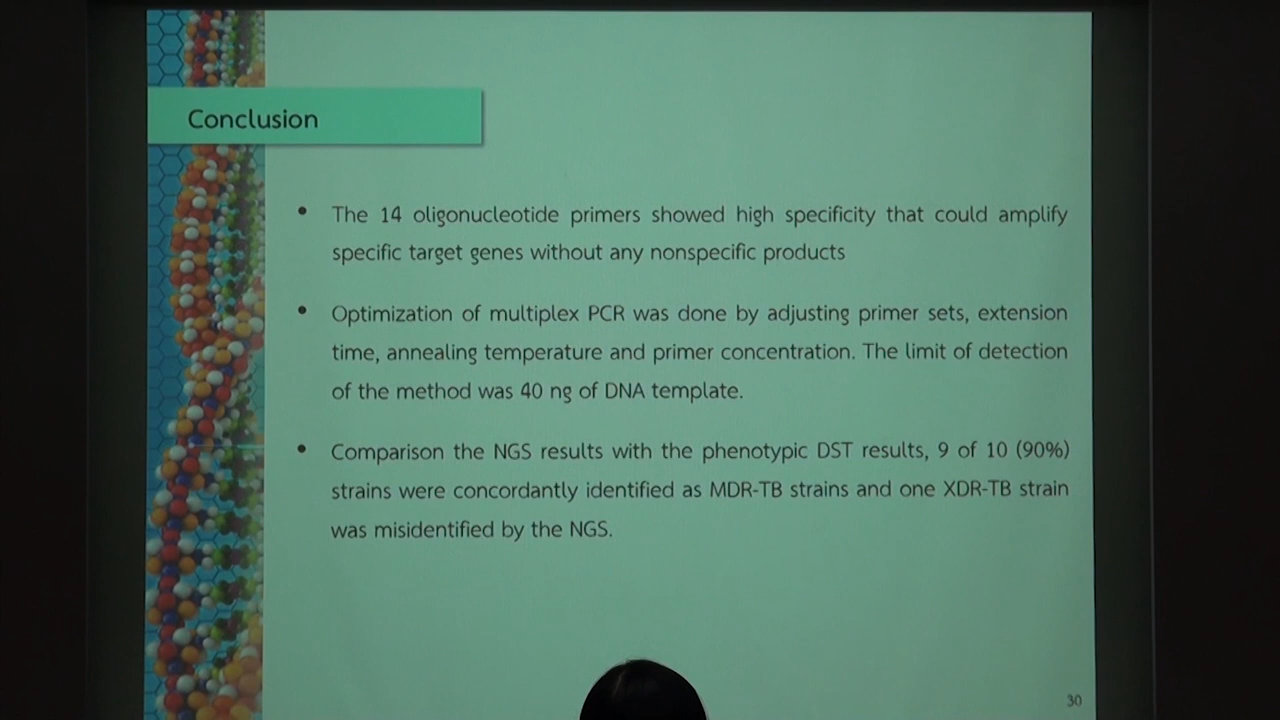 Conclusion
• The 14 oligonucleotide primers showed high specificity that could amplify
specific target genes without any nonspecific products
• Optimization of multiplex PCR was done by adjusting primer sets, extension
time, annealing temperature and primer concentration. The limit of detection
of the method was 40 ng of DNA template.
• Comparison the NGS results with the phenotypic DST results, 9 of 10 (90%)
strains were concordantly identified as MDR-TB strains and one XDR-TB strain
was misidentified by the NGS.
30